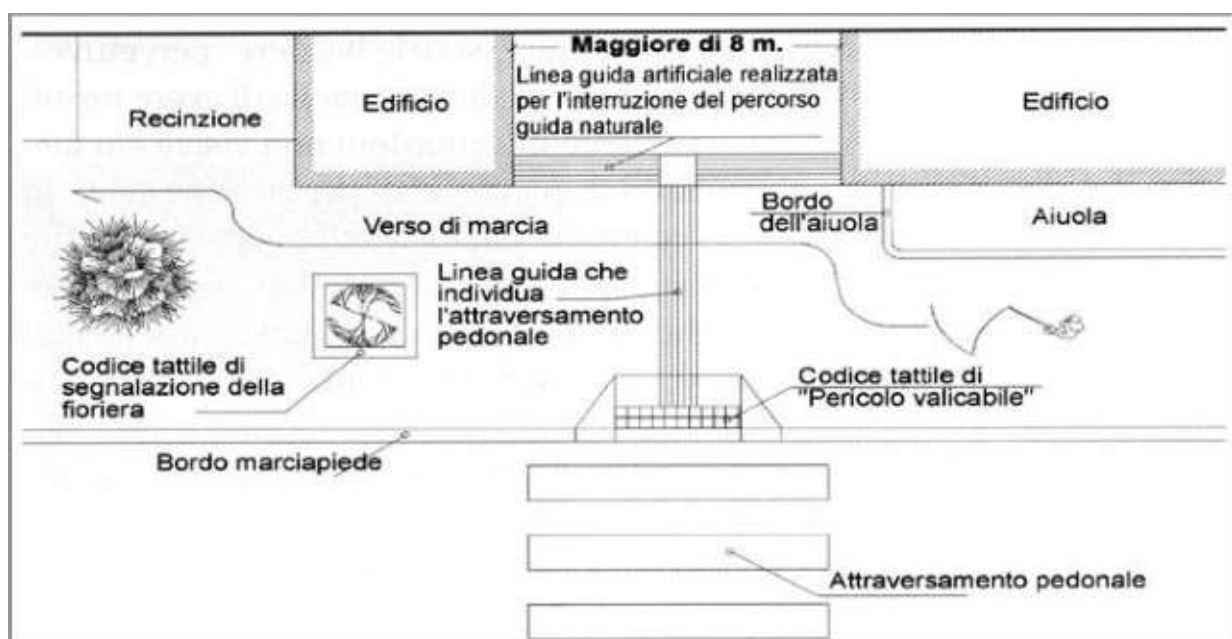 Maggiore di 8 m.
Linea guida artificiale realizzata
per l'interruzione del percorso
guida naturale
Recinzione
Edificio
Edificio
Verso di marcia
Bordo
dell'aiuola
Aiuola
Linea guida che
individua
l'attraversamento
pedonale
Codice tattile di
segnalazione della
fioriera
Codice tattile di
"Pericolo valicabile"
Bordo marciapiede
Attraversamento pedonale